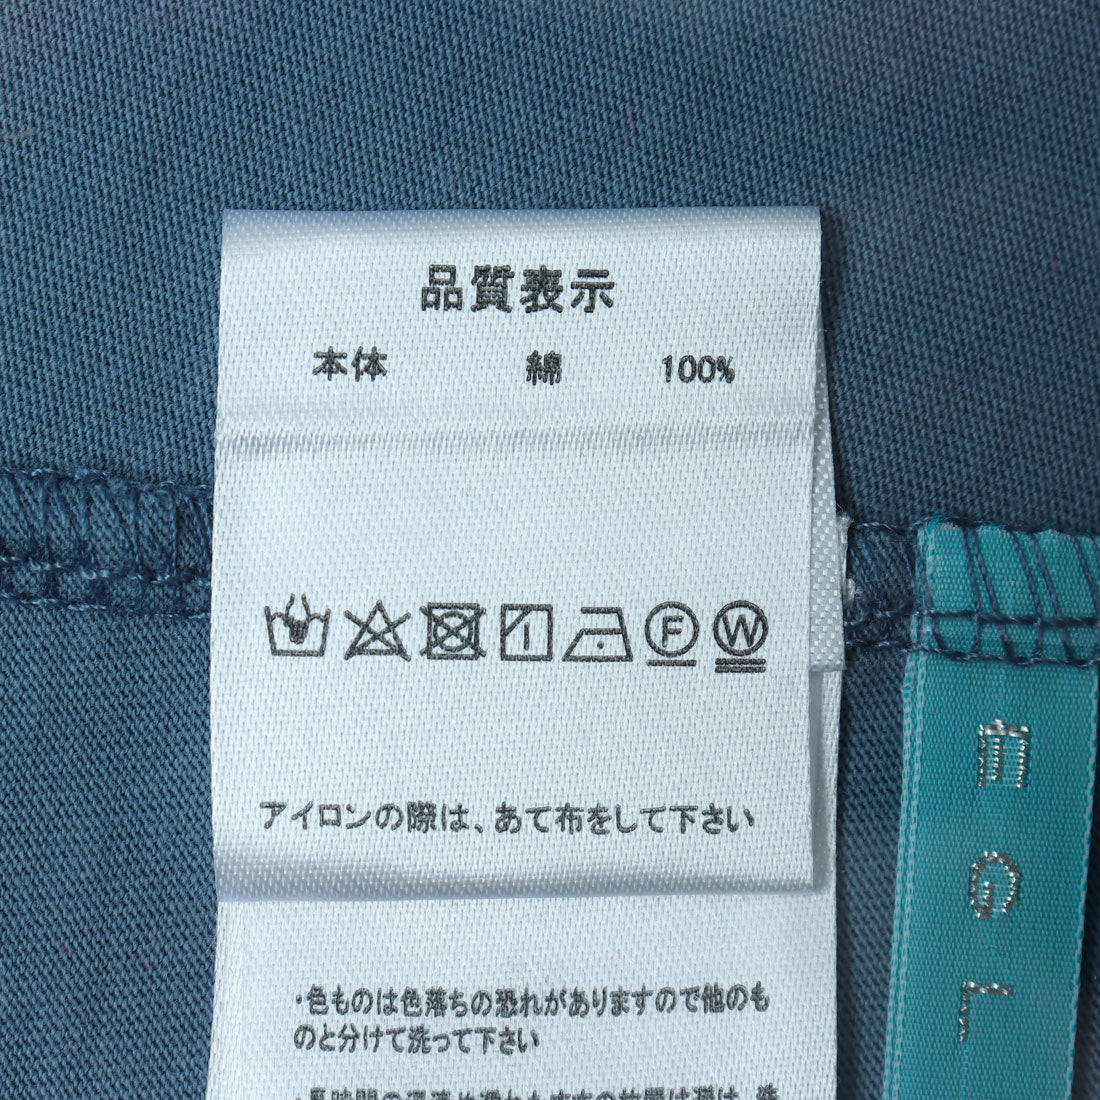 品質表示
本体 綿 100%
F W
アイロンの際は、あて布をして下さい
・色ものは色落ちの恐れがありますので他のも
のと分けて洗って下さい
EGL